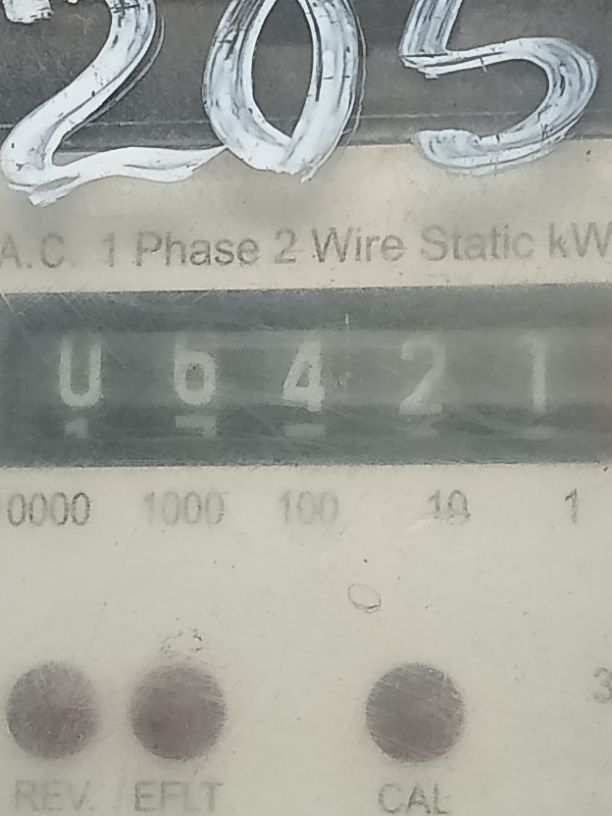 205
A.C. 1 Phase 2 Wire Static kW
0 6 4 2 1
0000 1000 100 10 1
3
REV. EFLT CAL